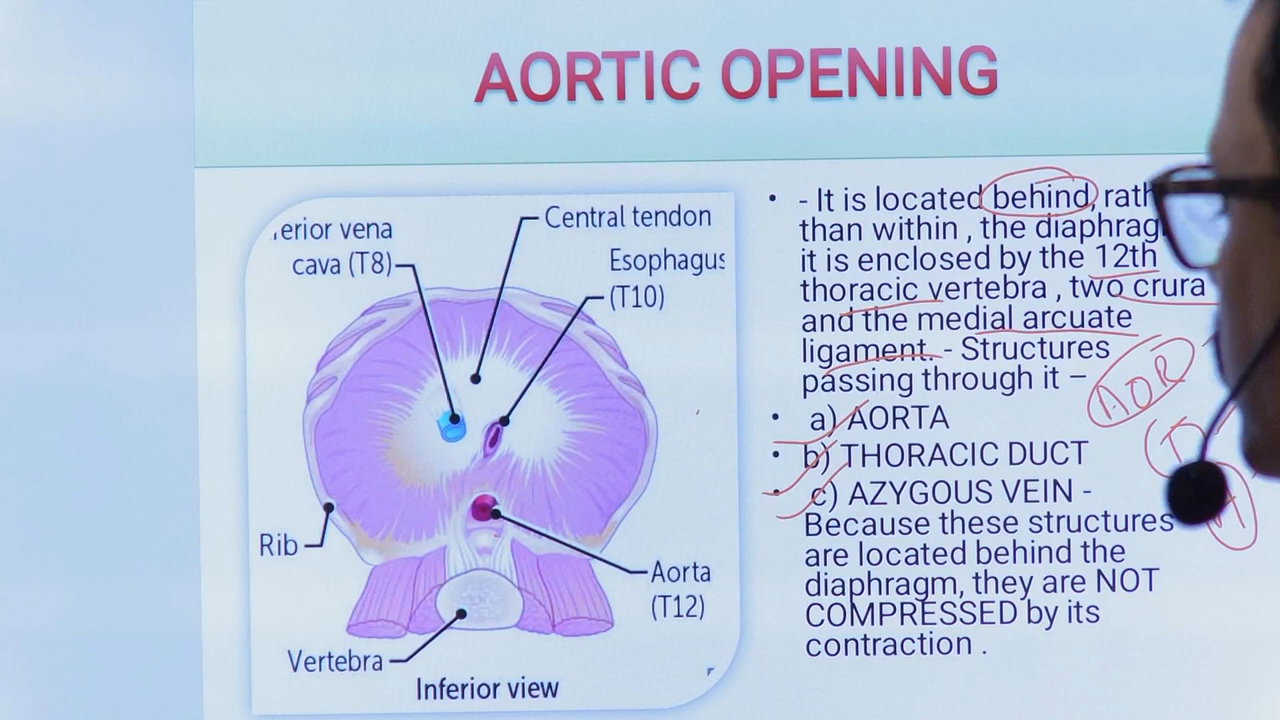 AORTIC OPENING
cava (T8)
Central tendon
Esophagus
(T10)
Rib
Aorta
(T12)
Vertebra
Inferior view
• - It is located behind, rath
than within , the diaphrag
it is enclosed by the 12th
thoracic vertebra , two crura
and the medial arcuate
ligament. - Structures
passing through it –
• a) AORTA
• b) THORACIC DUCT
• c) AZYGOUS VEIN -
Because these structures
are located behind the
diaphragm, they are NOT
COMPRESSED by its
contraction .
erior vena
AOR